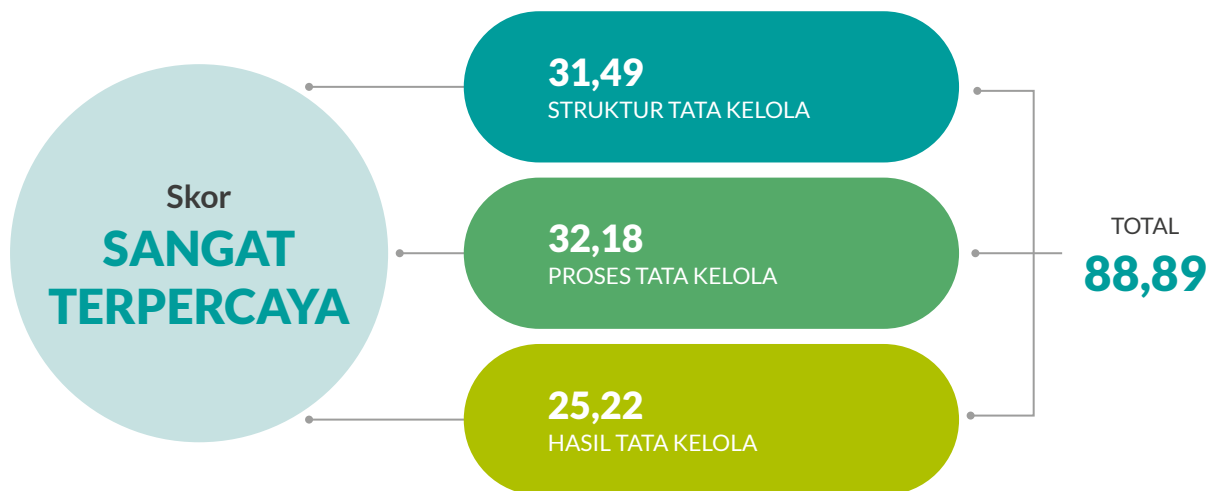 Skor
SANGAT
TERPERCAYA
31,49
STRUKTUR TATA KELOLA
32,18
PROSES TATA KELOLA
25,22
HASIL TATA KELOLA
TOTAL
88,89